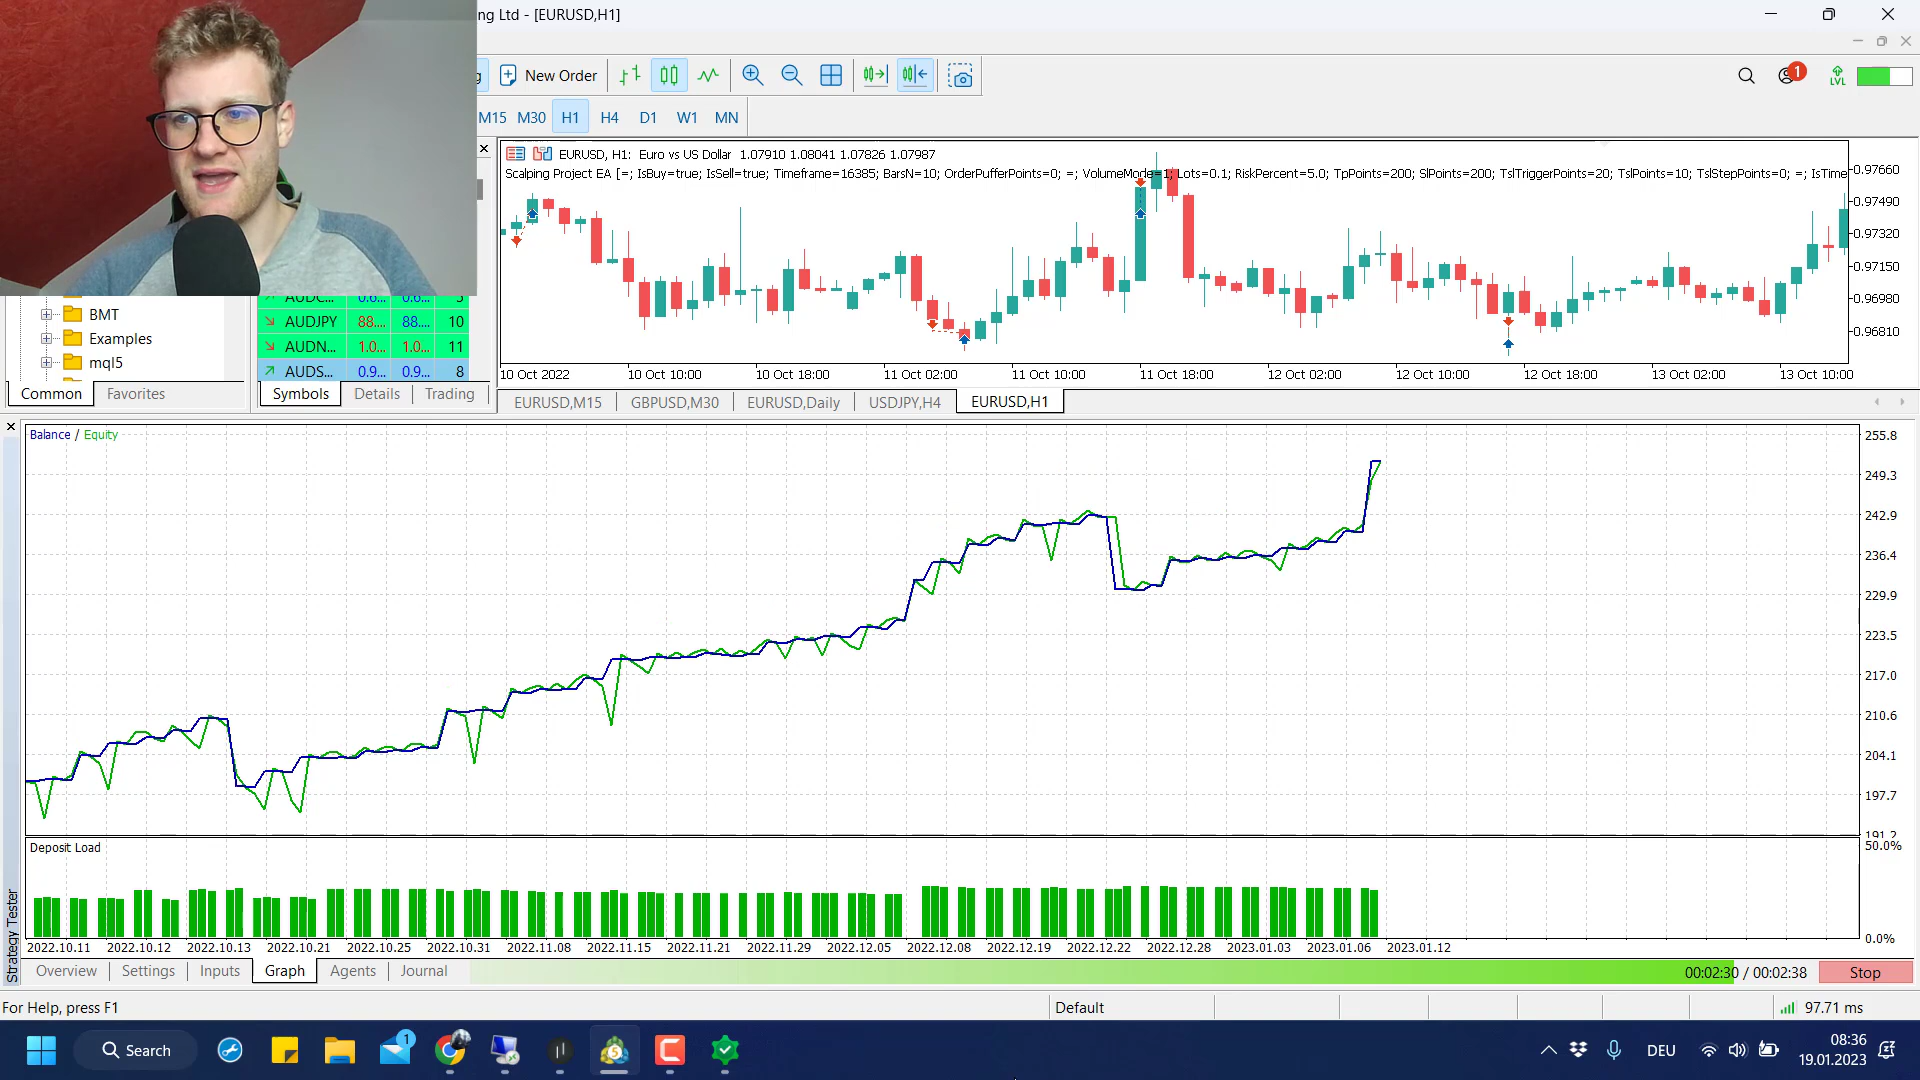 ng Ltd - [EURUSD,H1]
New Order
1
LVL
M15 M30 H1 H4 D1 W1 MN
EURUSD, H1: Euro vs US Dollar 1.07910 1.08041 1.07826 1.07987
Scalping Project EA [=; IsBuy=true; IsSell=true; Timeframe=16385; BarsN=10; OrderPufferPoints=0; =; VolumeMode=1; Lots=0.1; RiskPercent=5.0; TpPoints=200; SlPoints=200; TslTriggerPoints=20; TslPoints=10; TslStepPoints=0; =; IsTime
0.97660
0.97490
0.97320
0.97150
0.96980
0.96810
10 Oct 2022 10 Oct 10:00 10 Oct 18:00 11 Oct 02:00 11 Oct 10:00 11 Oct 18:00 12 Oct 02:00 12 Oct 10:00 12 Oct 18:00 13 Oct 02:00 13 Oct 10:00
BMT
Examples
mql5
Common Favorites
AUDC... 0.6... 0.6... 5
AUDJPY 88.... 88.... 10
AUDN... 1.0... 1.0... 11
AUDS... 0.9... 0.9... 8
Symbols Details Trading
EURUSD,M15 GBPUSD,M30 EURUSD,Daily USDJPY,H4 EURUSD,H1
Balance / Equity
255.8
249.3
242.9
236.4
229.9
223.5
217.0
210.6
204.1
197.7
191.2
Deposit Load
50.0%
0.0%
2022.10.11 2022.10.12 2022.10.13 2022.10.21 2022.10.25 2022.10.31 2022.11.08 2022.11.15 2022.11.21 2022.11.29 2022.12.05 2022.12.08 2022.12.19 2022.12.22 2022.12.28 2023.01.03 2023.01.06 2023.01.12
Strategy Tester
Overview Settings Inputs Graph Agents Journal
00:02:30 / 00:02:38 Stop
For Help, press F1 Default 97.71 ms
Search
1
DEU
08:36
19.01.2023